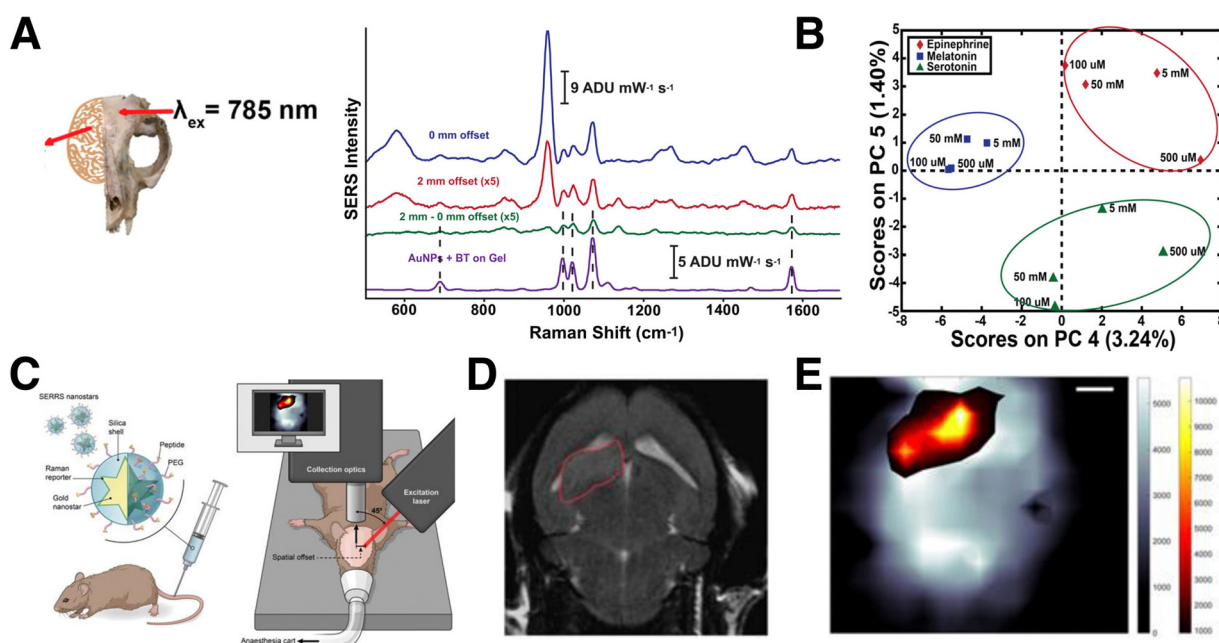 A
λex = 785 nm
SERS Intensity
9 ADU mW-1 s-1
0 mm offset
2 mm offset (x5)
2 mm - 0 mm offset (x5)
AuNPs + BT on Gel
5 ADU mW-1 s-1
600
800
1000
1200
1400
1600
Raman Shift (cm-1)
B
Scores on PC 5 (1.40%)
5
4
3
2
1
0
-1
-2
-3
-4
-5
Epinephrine
Melatonin
Serotonin
100 uM
50 mM
5 mM
500 uM
50 mM
5 mM
100 uM
500 uM
5 mM
500 uM
50 mM
100 uM
-8
-6
-4
-2
0
2
4
6
8
Scores on PC 4 (3.24%)
C
SERRS nanostars
Silica
shell
Peptide
PEG
Raman
reporter
Gold
nanostar
Collection optics
Excitation
laser
45°
Spatial offset
Anaesthesia cart
D
E
5000
4000
3000
2000
1000
0
10000
9000
8000
7000
6000
5000
4000
3000
2000
1000